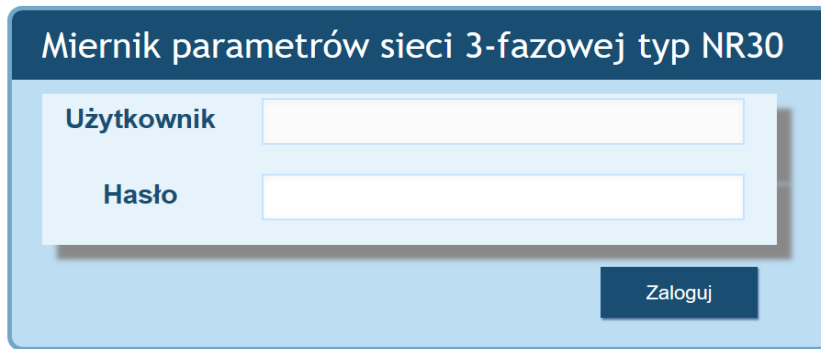 Miernik parametrów sieci 3-fazowej typ NR30
Użytkownik
Hasło
Zaloguj